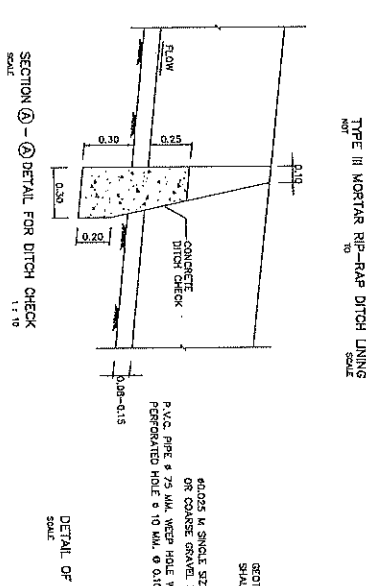 TYPE III MORTAR RIP-RAP DITCH LINING
NOT TO SCALE
0.10
FLOW
0.30
0.25
CONCRETE
DITCH CHECK
0.30
0.20
0.08-0.15
SECTION A - A DETAIL FOR DITCH CHECK
SCALE 1 : 10
GEOT
SHAL
ø0.025 M SINGLE SIZ
OR COARSE GRAVEL
P.V.C. PIPE ø 75 MM. WEEP HOLE W
PERFORATED HOLE ø 10 MM. @ 0.10
DETAIL OF
SCALE